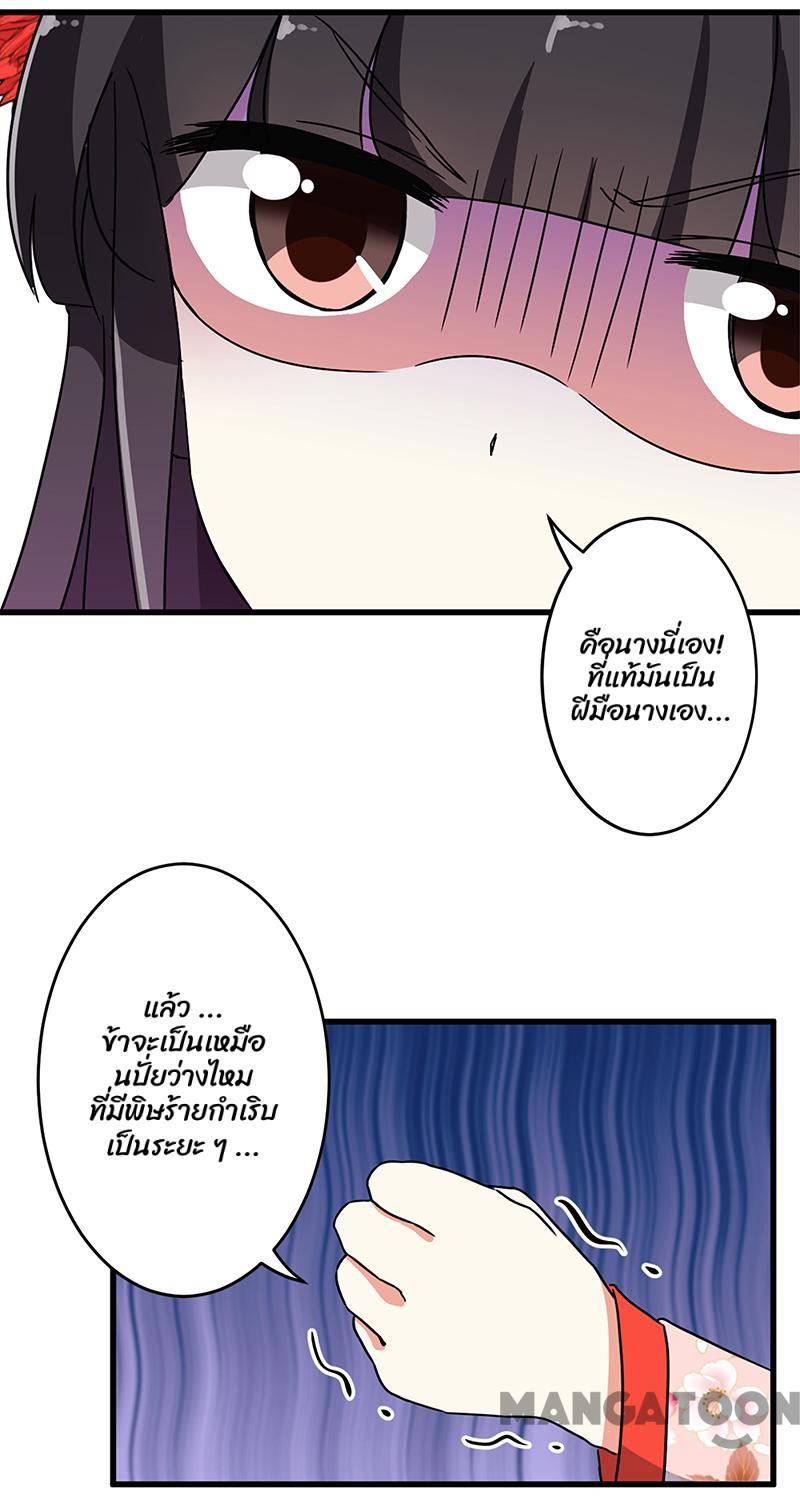 คือนางนี่เอง!
ที่แท้มันเป็น
ฝีมือนางเอง...
แล้ว ...
ข้าจะเป็นเหมือ
นปั่ยว่างไหม
ที่มีพิษร้ายกำเริบ
เป็นระยะ ๆ ...
MANGATOON